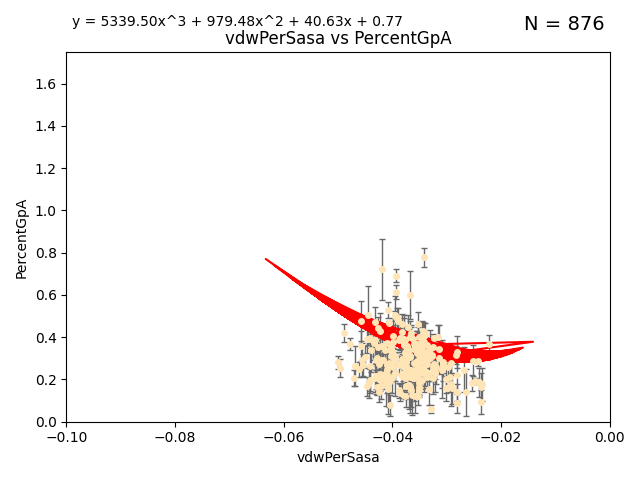 y = 5339.50x^3 + 979.48x^2 + 40.63x + 0.77
N = 876
vdwPerSasa vs PercentGpA
1.6
1.4
1.2
1.0
0.8
0.6
0.4
0.2
0.0
PercentGpA
−0.10 −0.08 −0.06 −0.04 −0.02 0.00
vdwPerSasa